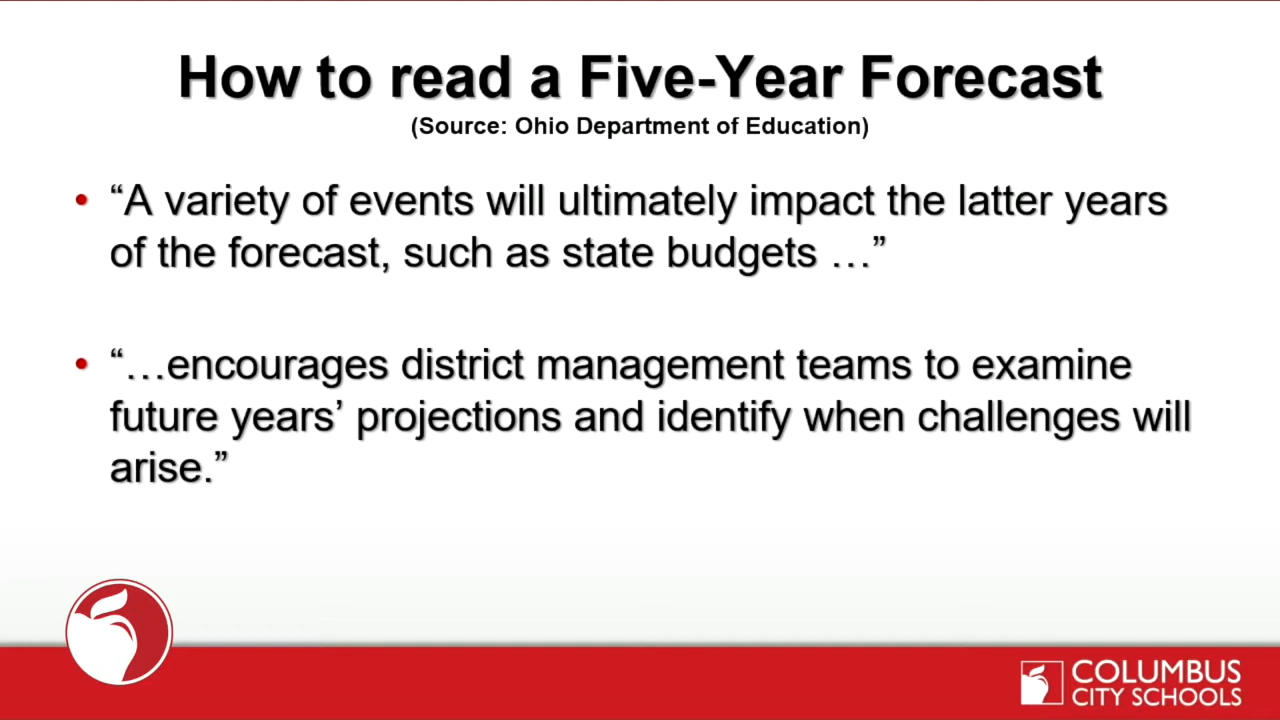 How to read a Five-Year Forecast
(Source: Ohio Department of Education)
• “A variety of events will ultimately impact the latter years
of the forecast, such as state budgets …”
• “…encourages district management teams to examine
future years’ projections and identify when challenges will
arise.”
COLUMBUS
CITY SCHOOLS